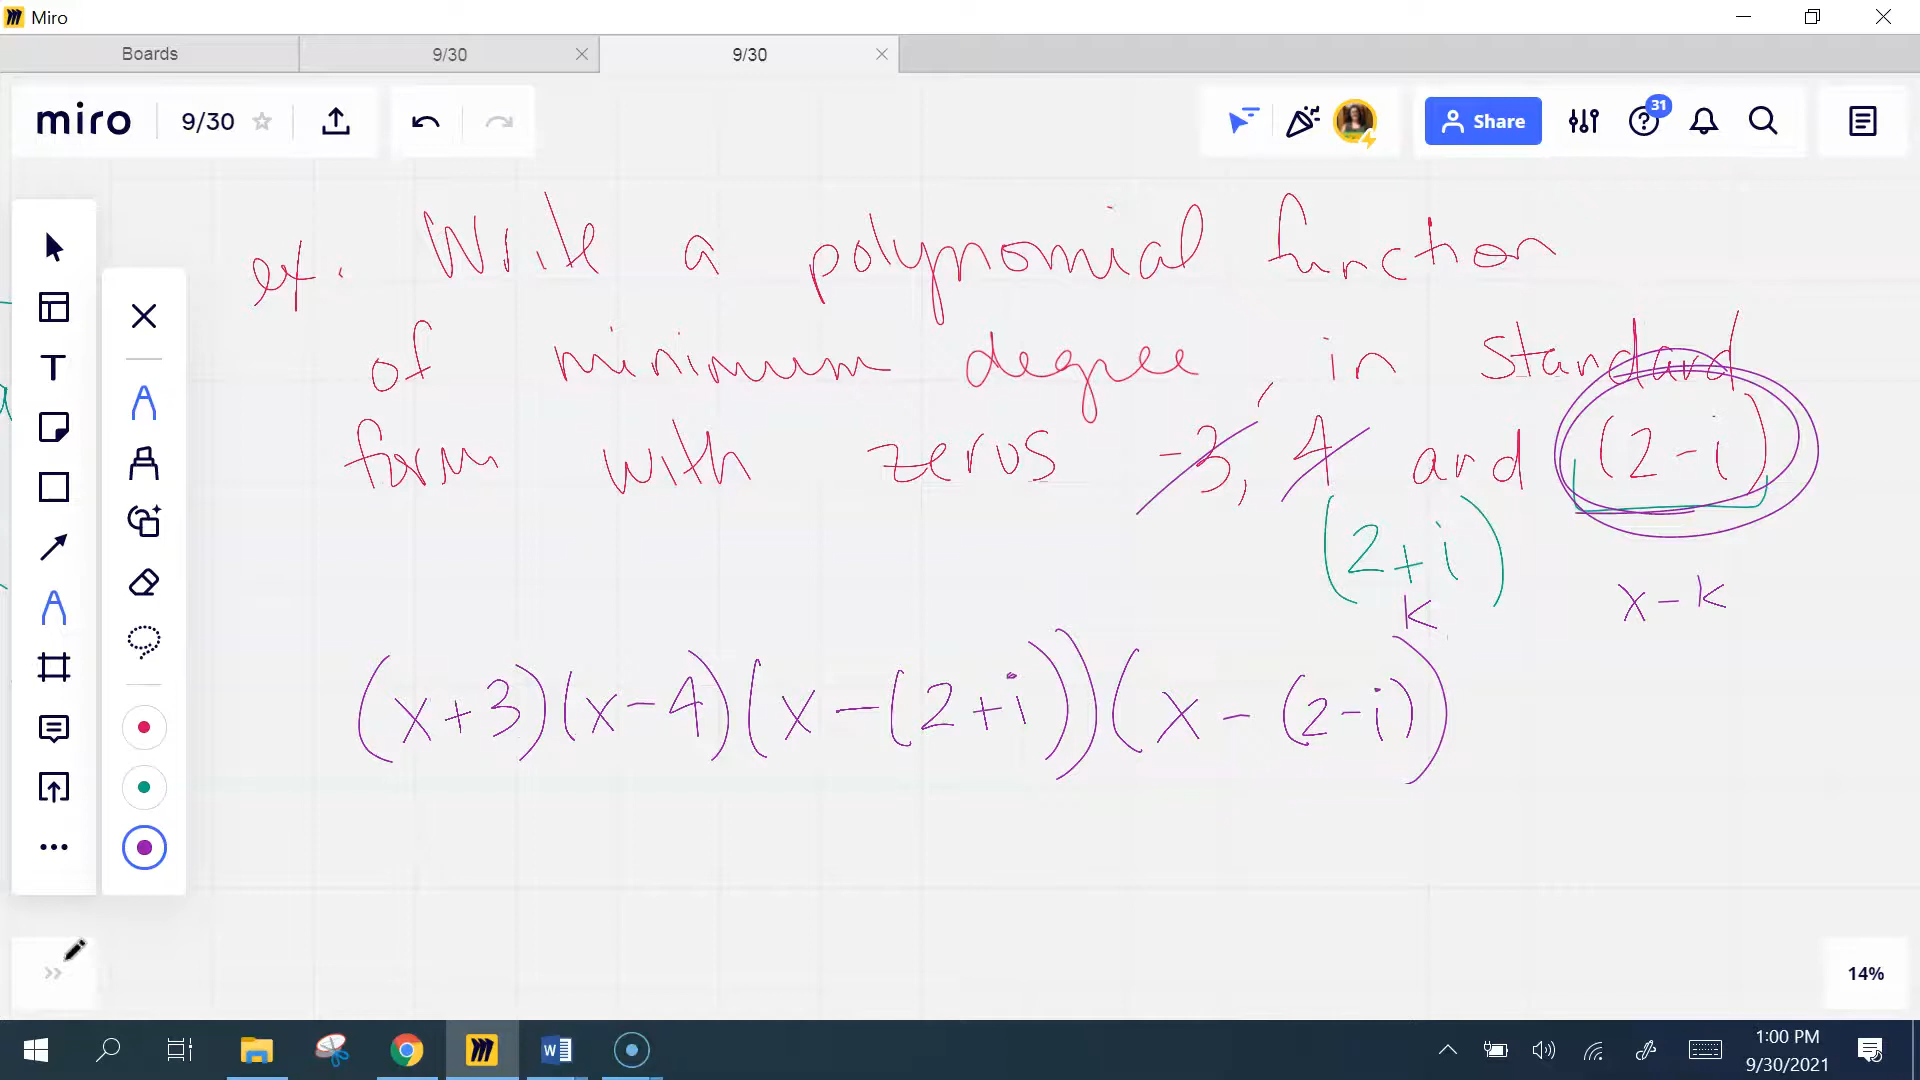 Miro
Boards
9/30
9/30
miro
9/30
Share
31
ex. Write a polynomial function
of minimum degree, in standard
form with zeros -3, 4 and (2-i)
(2+i)
k
x-k
(x+3)(x-4)(x-(2+i))(x-(2-i))
14%
1:00 PM
9/30/2021